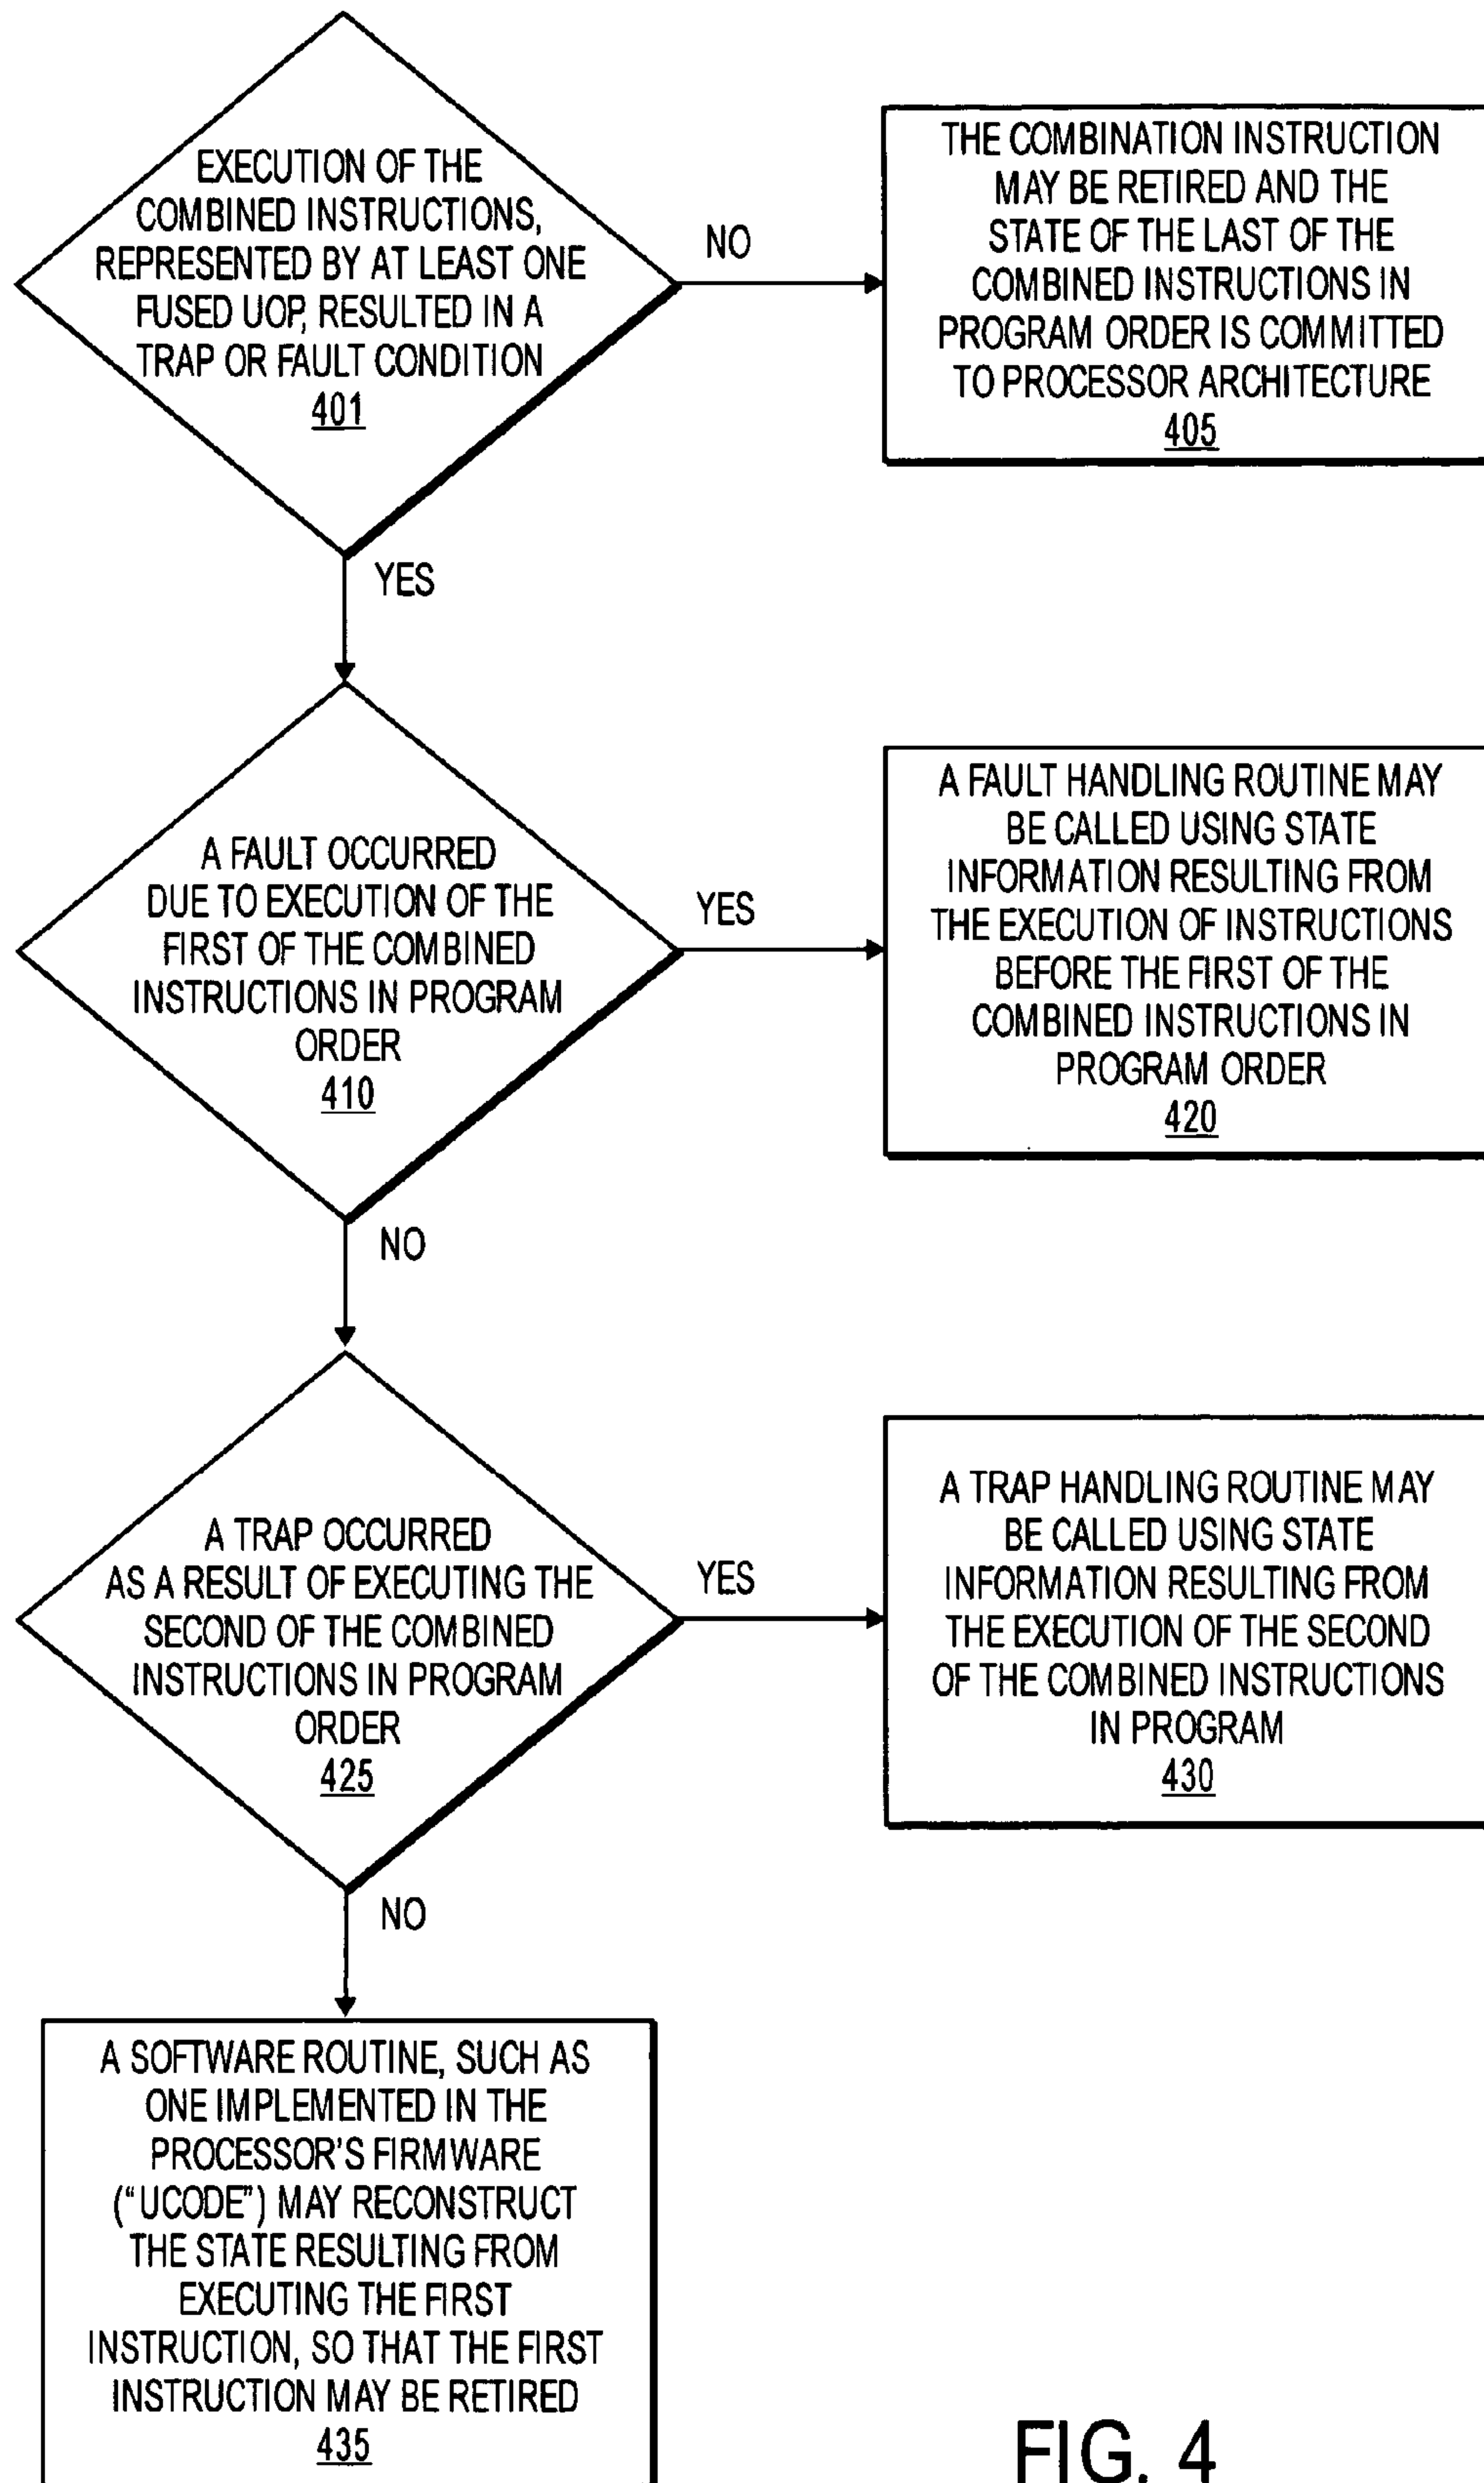 EXECUTION OF THE
COMBINED INSTRUCTIONS,
REPRESENTED BY AT LEAST ONE
FUSED UOP, RESULTED IN A
TRAP OR FAULT CONDITION
401
NO
THE COMBINATION INSTRUCTION
MAY BE RETIRED AND THE
STATE OF THE LAST OF THE
COMBINED INSTRUCTIONS IN
PROGRAM ORDER IS COMMITTED
TO PROCESSOR ARCHITECTURE
405
YES
A FAULT OCCURRED
DUE TO EXECUTION OF THE
FIRST OF THE COMBINED
INSTRUCTIONS IN PROGRAM
ORDER
410
YES
A FAULT HANDLING ROUTINE MAY
BE CALLED USING STATE
INFORMATION RESULTING FROM
THE EXECUTION OF INSTRUCTIONS
BEFORE THE FIRST OF THE
COMBINED INSTRUCTIONS IN
PROGRAM ORDER
420
NO
A TRAP OCCURRED
AS A RESULT OF EXECUTING THE
SECOND OF THE COMBINED
INSTRUCTIONS IN PROGRAM
ORDER
425
YES
A TRAP HANDLING ROUTINE MAY
BE CALLED USING STATE
INFORMATION RESULTING FROM
THE EXECUTION OF THE SECOND
OF THE COMBINED INSTRUCTIONS
IN PROGRAM
430
NO
A SOFTWARE ROUTINE, SUCH AS
ONE IMPLEMENTED IN THE
PROCESSOR'S FIRMWARE
("UCODE") MAY RECONSTRUCT
THE STATE RESULTING FROM
EXECUTING THE FIRST
INSTRUCTION, SO THAT THE FIRST
INSTRUCTION MAY BE RETIRED
435
FIG. 4